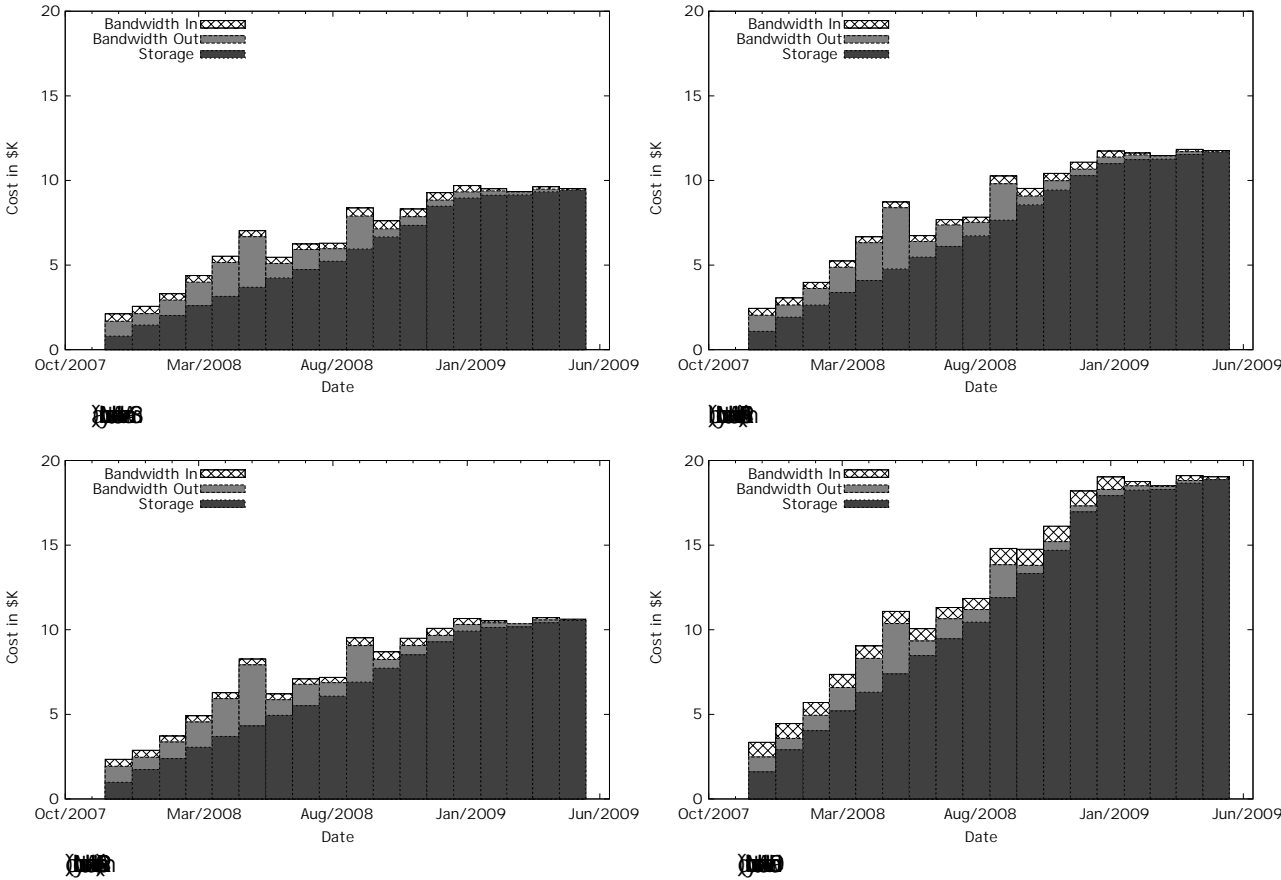 20
15
10
5
0
Cost in $K
Bandwidth In
Bandwidth Out
Storage
Oct/2007 Mar/2008 Aug/2008 Jan/2009 Jun/2009
Date
20
15
10
5
0
Cost in $K
Bandwidth In
Bandwidth Out
Storage
Oct/2007 Mar/2008 Aug/2008 Jan/2009 Jun/2009
Date
20
15
10
5
0
Cost in $K
Bandwidth In
Bandwidth Out
Storage
Oct/2007 Mar/2008 Aug/2008 Jan/2009 Jun/2009
Date
20
15
10
5
0
Cost in $K
Bandwidth In
Bandwidth Out
Storage
Oct/2007 Mar/2008 Aug/2008 Jan/2009 Jun/2009
Date